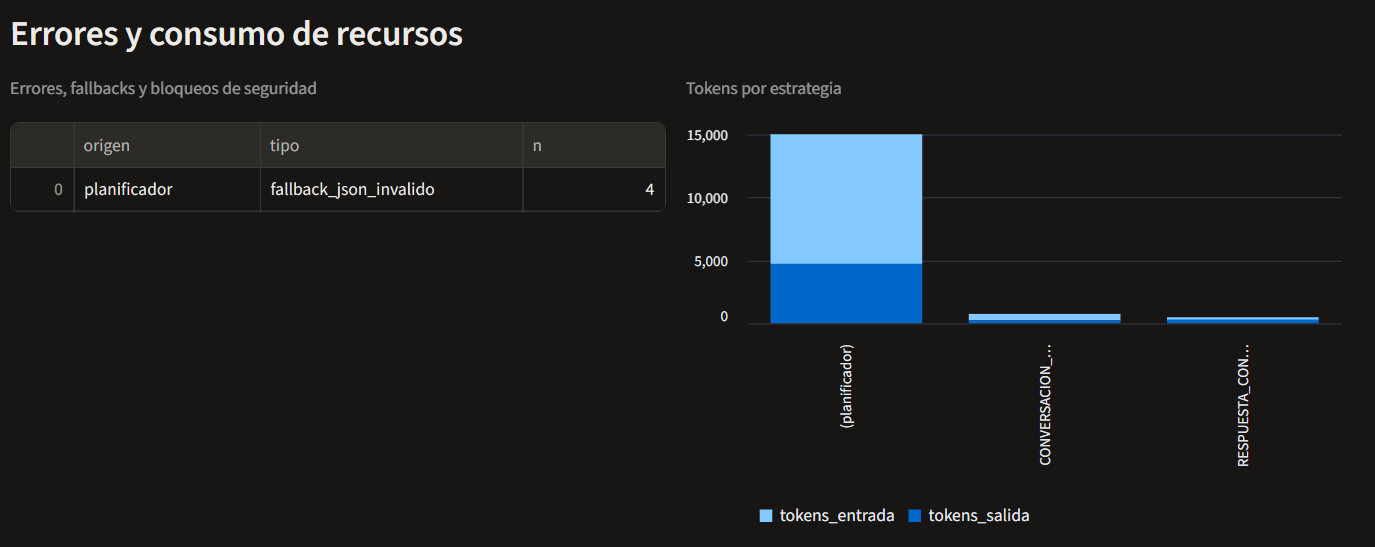 Errores y consumo de recursos
Errores, fallbacks y bloqueos de seguridad
origen tipo n
0 planificador fallback_json_invalido 4
Tokens por estrategia
15,000
10,000
5,000
0
(planificador)
CONVERSACION_...
RESPUESTA_CON...
tokens_entrada tokens_salida